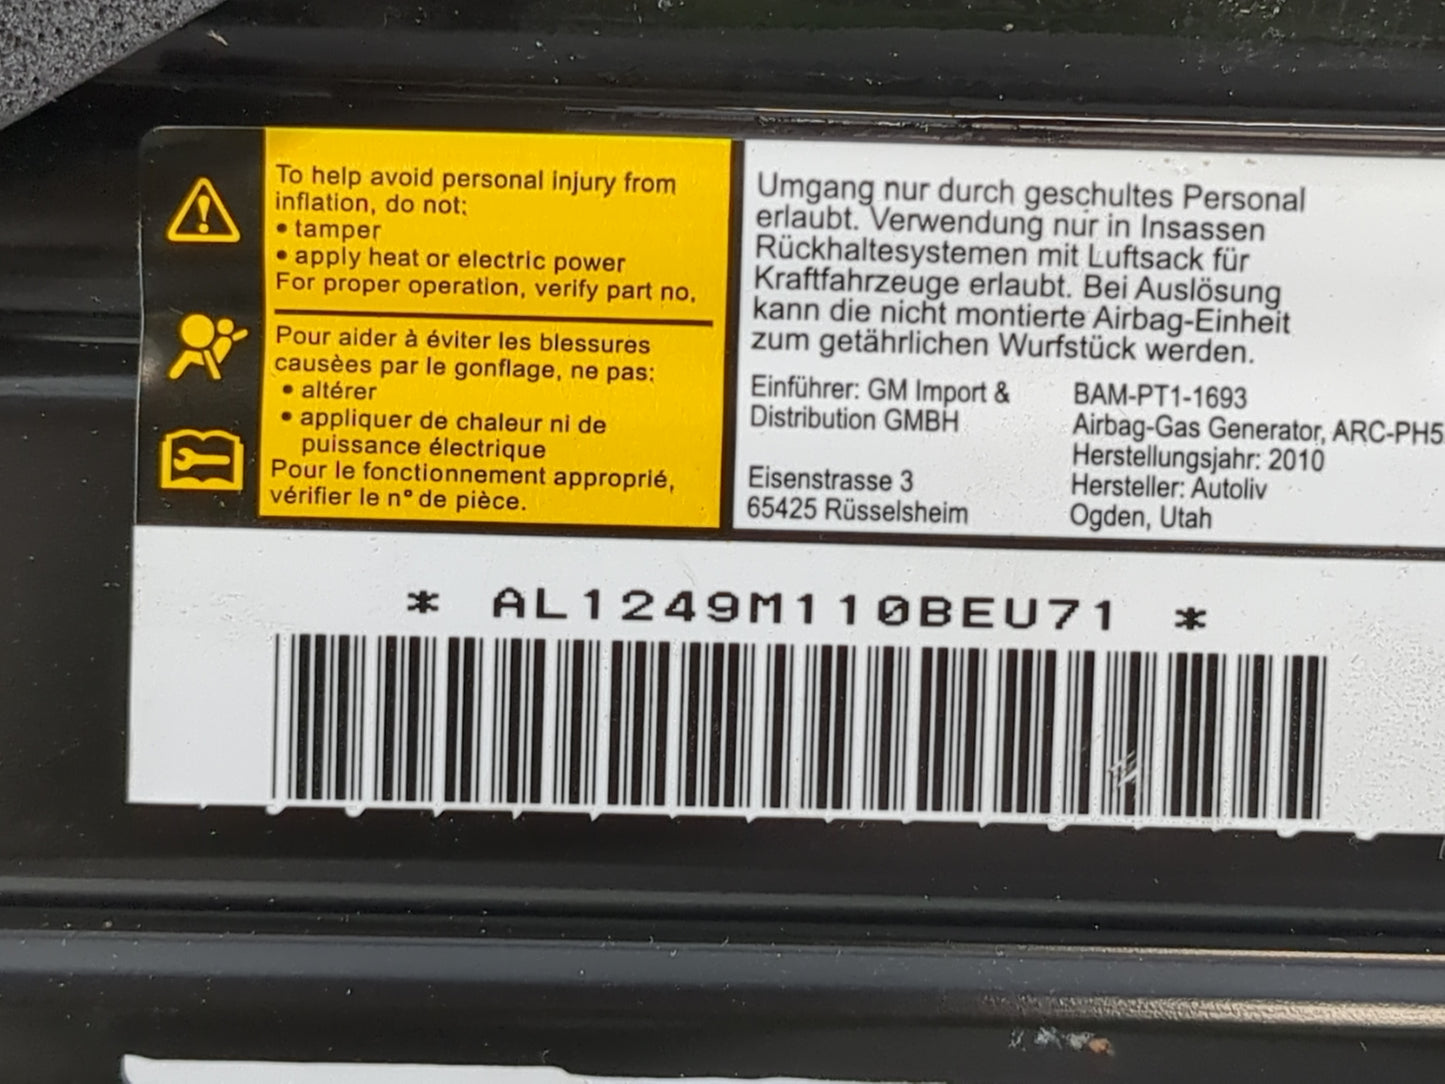 To help avoid personal injury from
inflation, do not:
• tamper
• apply heat or electric power
For proper operation, verify part no.
Pour aider à éviter les blessures
causèes par le gonflage, ne pas:
• altérer
• appliquer de chaleur ni de
puissance électrique
Pour le fonctionnement approprié,
vérifier le n° de pièce.
Umgang nur durch geschultes Personal
erlaubt. Verwendung nur in Insassen
Rückhaltesystemen mit Luftsack für
Kraftfahrzeuge erlaubt. Bei Auslösung
kann die nicht montierte Airbag-Einheit
zum getährlichen Wurfstück werden.
Einführer: GM Import &
Distribution GMBH
Eisenstrasse 3
65425 Rüsselsheim
BAM-PT1-1693
Airbag-Gas Generator, ARC-PH5
Herstellungsjahr: 2010
Hersteller: Autoliv
Ogden, Utah
* AL1249M110BEU71 *